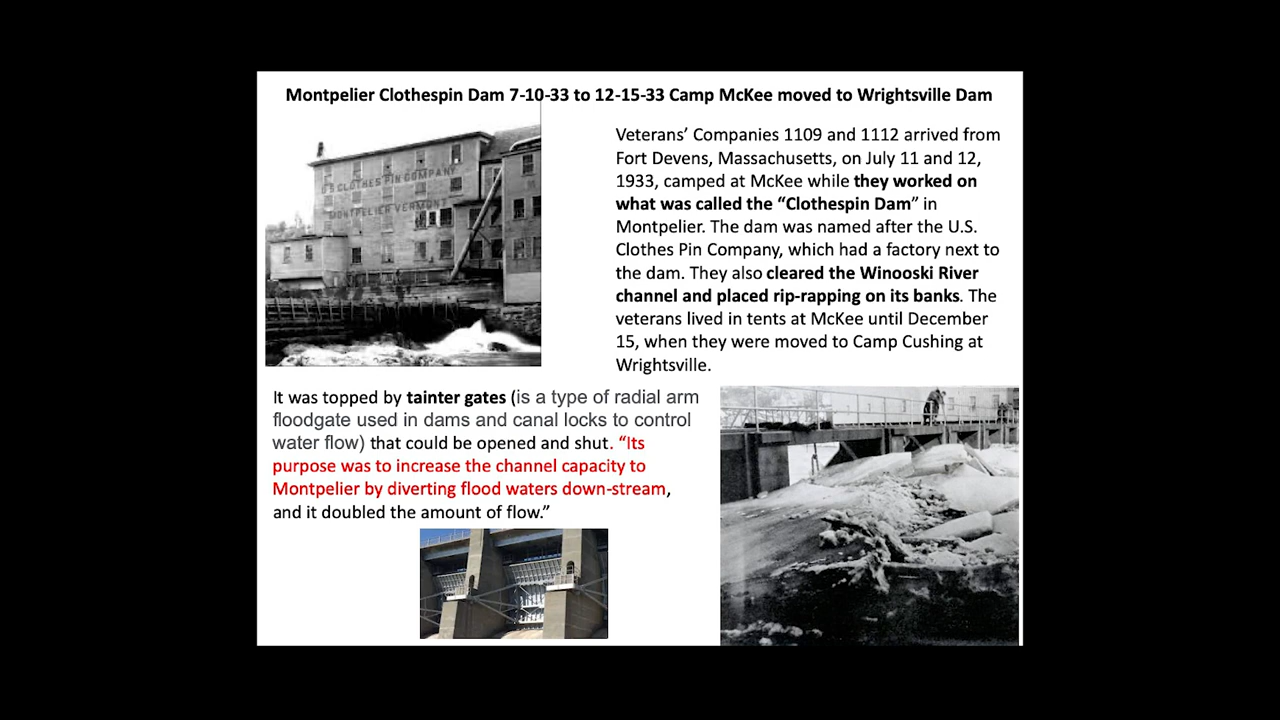 Montpelier Clothespin Dam 7-10-33 to 12-15-33 Camp McKee moved to Wrightsville Dam
U S CLOTHES PIN COMPANY
MONTPELIER VERMONT
Veterans’ Companies 1109 and 1112 arrived from
Fort Devens, Massachusetts, on July 11 and 12,
1933, camped at McKee while they worked on
what was called the “Clothespin Dam” in
Montpelier. The dam was named after the U.S.
Clothes Pin Company, which had a factory next to
the dam. They also cleared the Winooski River
channel and placed rip-rapping on its banks. The
veterans lived in tents at McKee until December
15, when they were moved to Camp Cushing at
Wrightsville.
It was topped by tainter gates (is a type of radial arm
floodgate used in dams and canal locks to control
water flow) that could be opened and shut. “Its
purpose was to increase the channel capacity to
Montpelier by diverting flood waters down-stream,
and it doubled the amount of flow.”